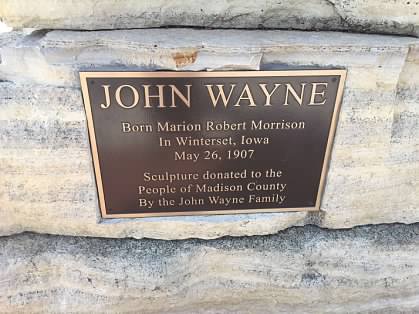 JOHN WAYNE
Born Marion Robert Morrison
In Winterset, Iowa
May 26, 1907
Sculpture donated to the
People of Madison County
By the John Wayne Family